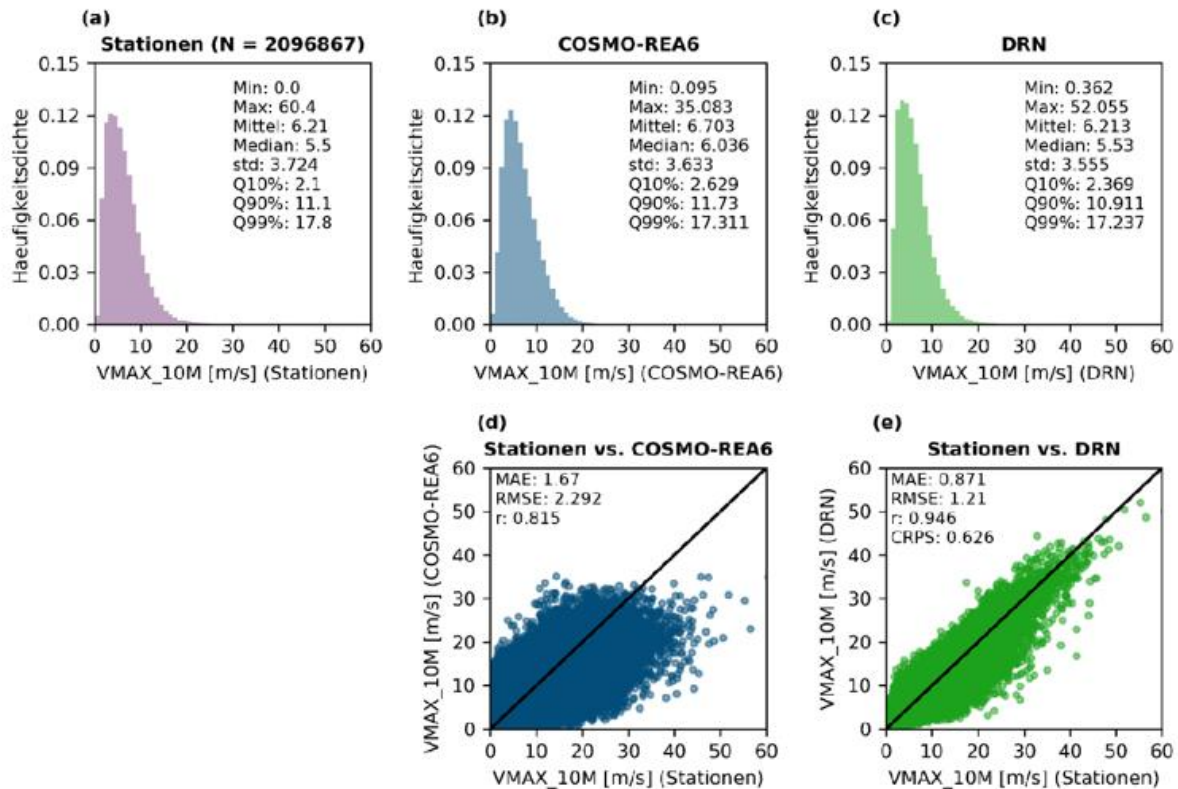 (a)
Stationen (N = 2096867)
0.15
0.12
0.09
0.06
0.03
0.00
Haeufigkeitsdichte
Min: 0.0
Max: 60.4
Mittel: 6.21
Median: 5.5
std: 3.724
Q10%: 2.1
Q90%: 11.1
Q99%: 17.8
0 10 20 30 40 50 60
VMAX_10M [m/s] (Stationen)
(b)
COSMO-REA6
0.15
0.12
0.09
0.06
0.03
0.00
Haeufigkeitsdichte
Min: 0.095
Max: 35.083
Mittel: 6.703
Median: 6.036
std: 3.633
Q10%: 2.629
Q90%: 11.73
Q99%: 17.311
0 10 20 30 40 50 60
VMAX_10M [m/s] (COSMO-REA6)
(c)
DRN
0.15
0.12
0.09
0.06
0.03
0.00
Haeufigkeitsdichte
Min: 0.362
Max: 52.055
Mittel: 6.213
Median: 5.53
std: 3.555
Q10%: 2.369
Q90%: 10.911
Q99%: 17.237
0 10 20 30 40 50 60
VMAX_10M [m/s] (DRN)
(d)
Stationen vs. COSMO-REA6
60
50
40
30
20
10
0
VMAX_10M [m/s] (COSMO-REA6)
MAE: 1.67
RMSE: 2.292
r: 0.815
0 10 20 30 40 50 60
VMAX_10M [m/s] (Stationen)
(e)
Stationen vs. DRN
60
50
40
30
20
10
0
VMAX_10M [m/s] (DRN)
MAE: 0.871
RMSE: 1.21
r: 0.946
CRPS: 0.626
0 10 20 30 40 50 60
VMAX_10M [m/s] (Stationen)